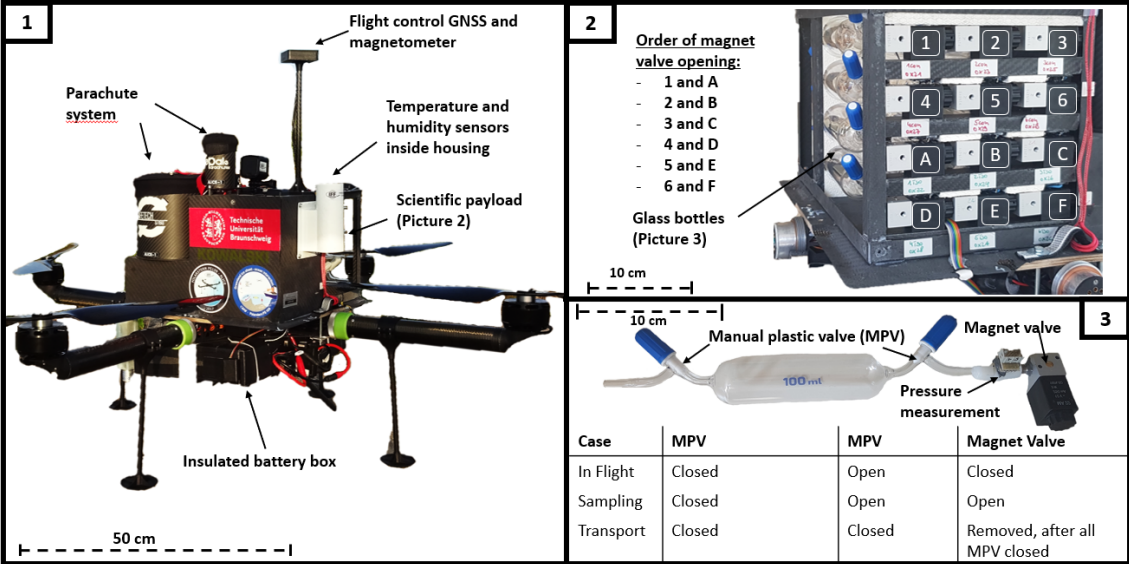 1
Flight control GNSS and
magnetometer
Parachute
system
Temperature and
humidity sensors
inside housing
Scientific payload
(Picture 2)
Technische
Universität
Braunschweig
Insulated battery box
50 cm
2
Order of magnet
valve opening:
- 1 and A
- 2 and B
- 3 and C
- 4 and D
- 5 and E
- 6 and F
Glass bottles
(Picture 3)
10 cm
1 2 3
4 5 6
A B C
D E F
3
10 cm
Manual plastic valve (MPV)
Magnet valve
100 ml
Pressure
measurement
Case MPV MPV Magnet Valve
In Flight Closed Open Closed
Sampling Closed Open Open
Transport Closed Closed Removed, after all
MPV closed